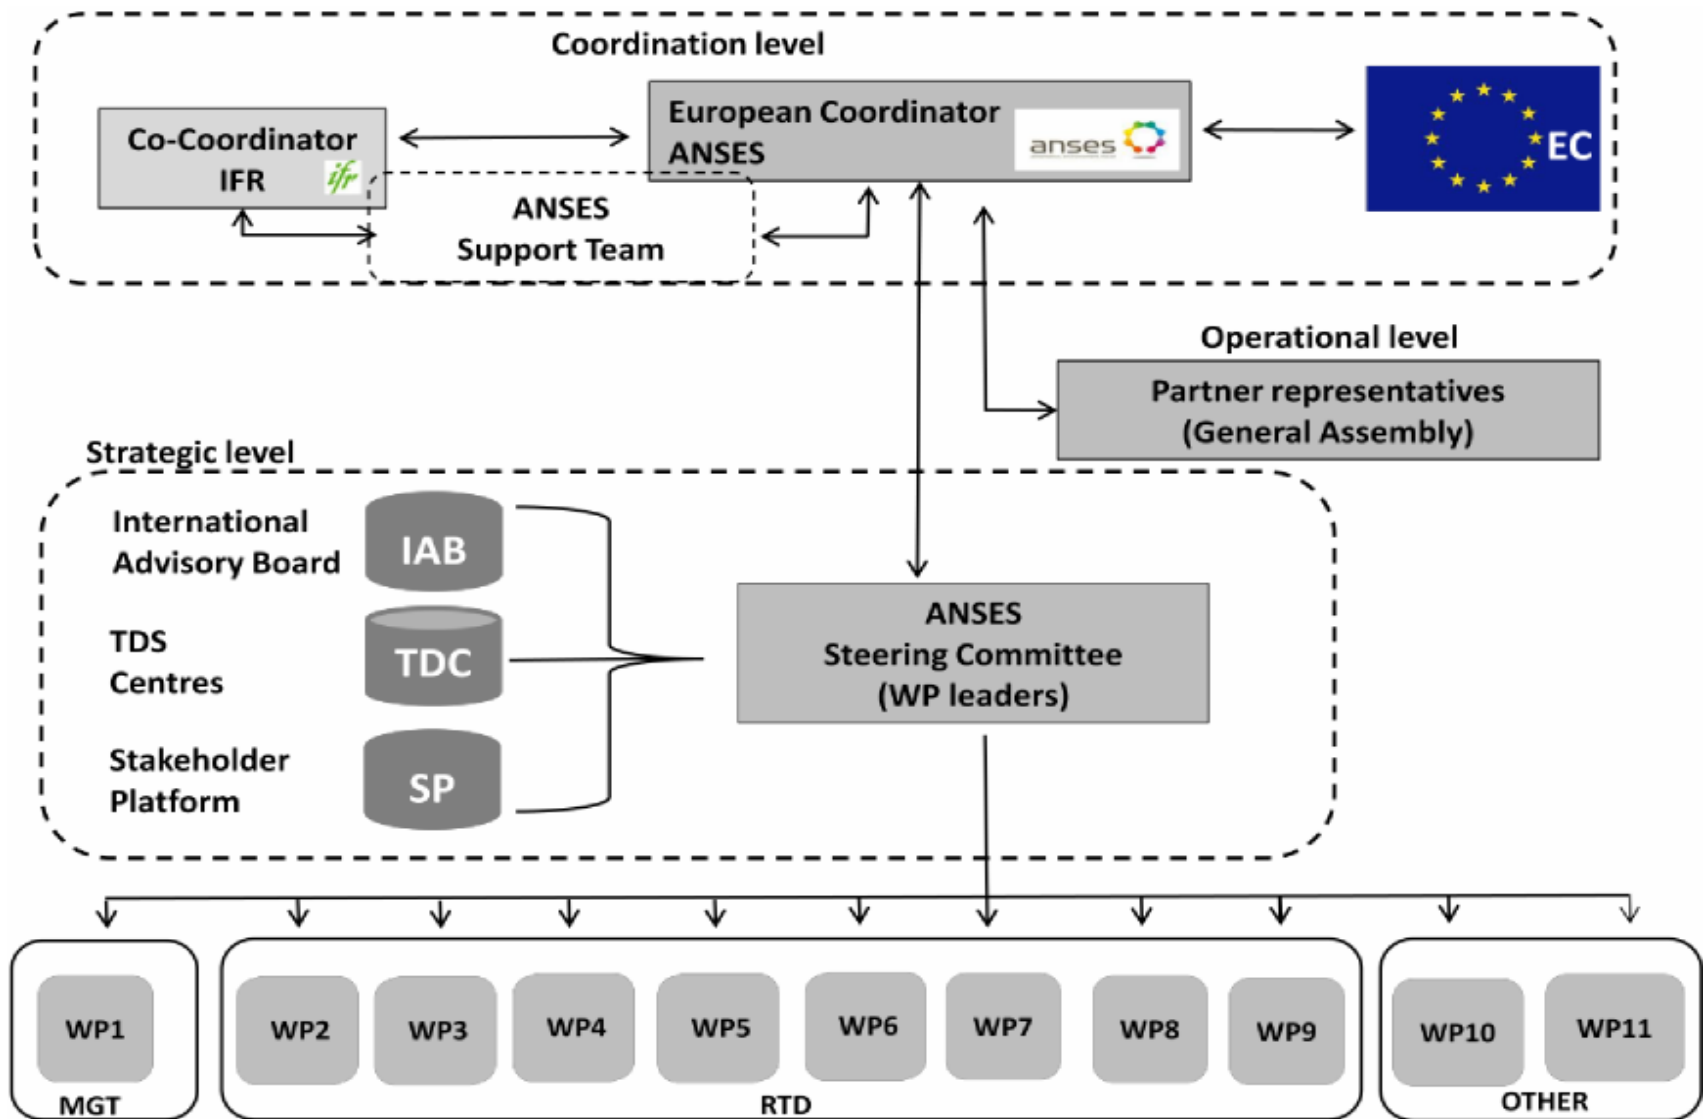 Coordination level
Co-Coordinator
IFR
ifr
European Coordinator
ANSES
anses
EC
ANSES
Support Team
Operational level
Partner representatives
(General Assembly)
Strategic level
International
Advisory Board
IAB
TDS
Centres
TDC
Stakeholder
Platform
SP
ANSES
Steering Committee
(WP leaders)
WP1
WP2
WP3
WP4
WP5
WP6
WP7
WP8
WP9
WP10
WP11
MGT
RTD
OTHER